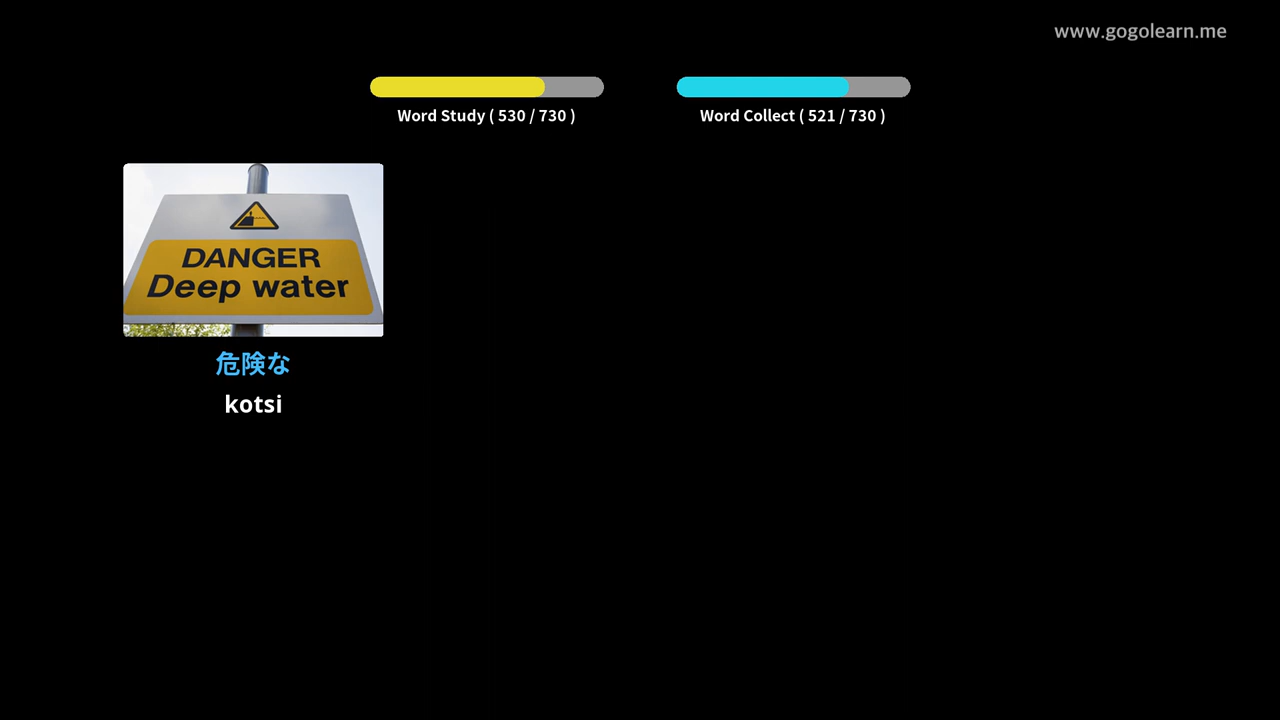 www.gogolearn.me
Word Study ( 530 / 730 )
Word Collect ( 521 / 730 )
DANGER
Deep water
危険な
kotsi